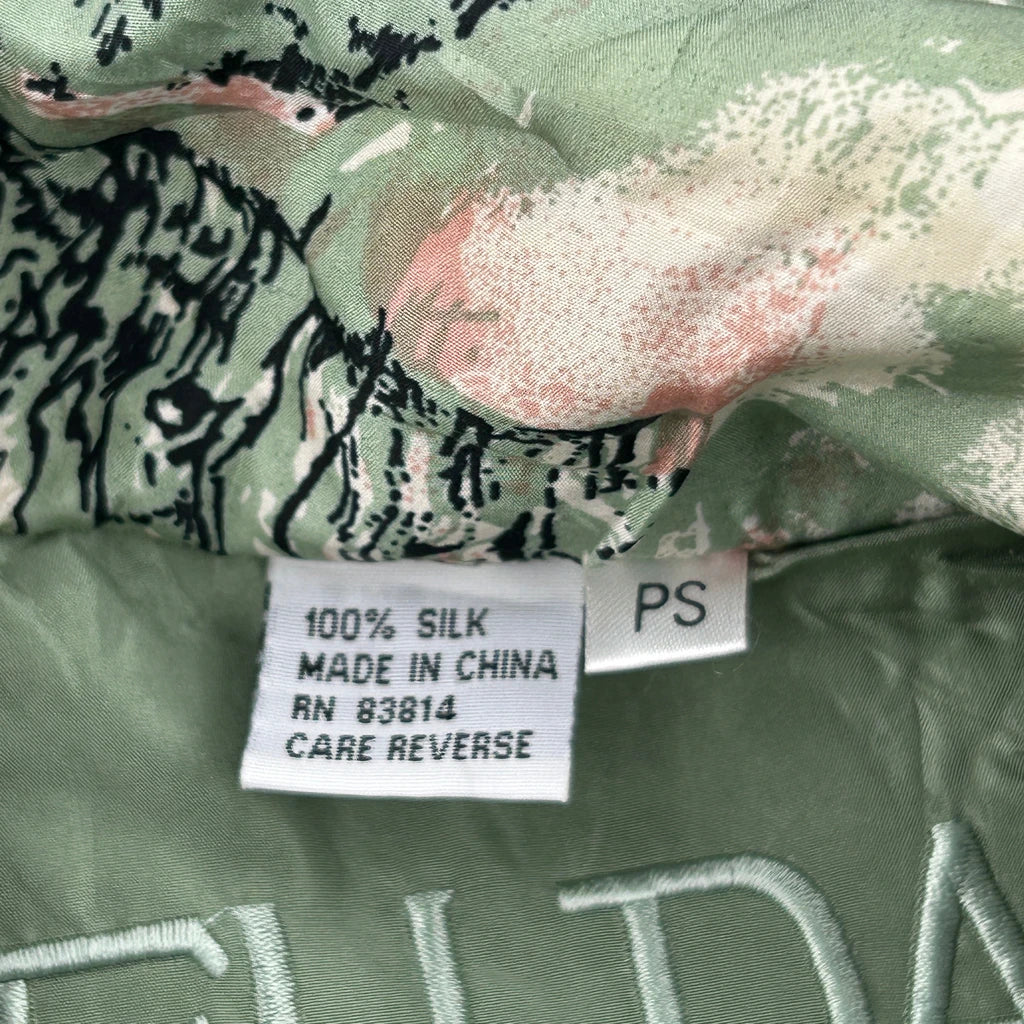 100% SILK
MADE IN CHINA
RN 83814
CARE REVERSE
PS